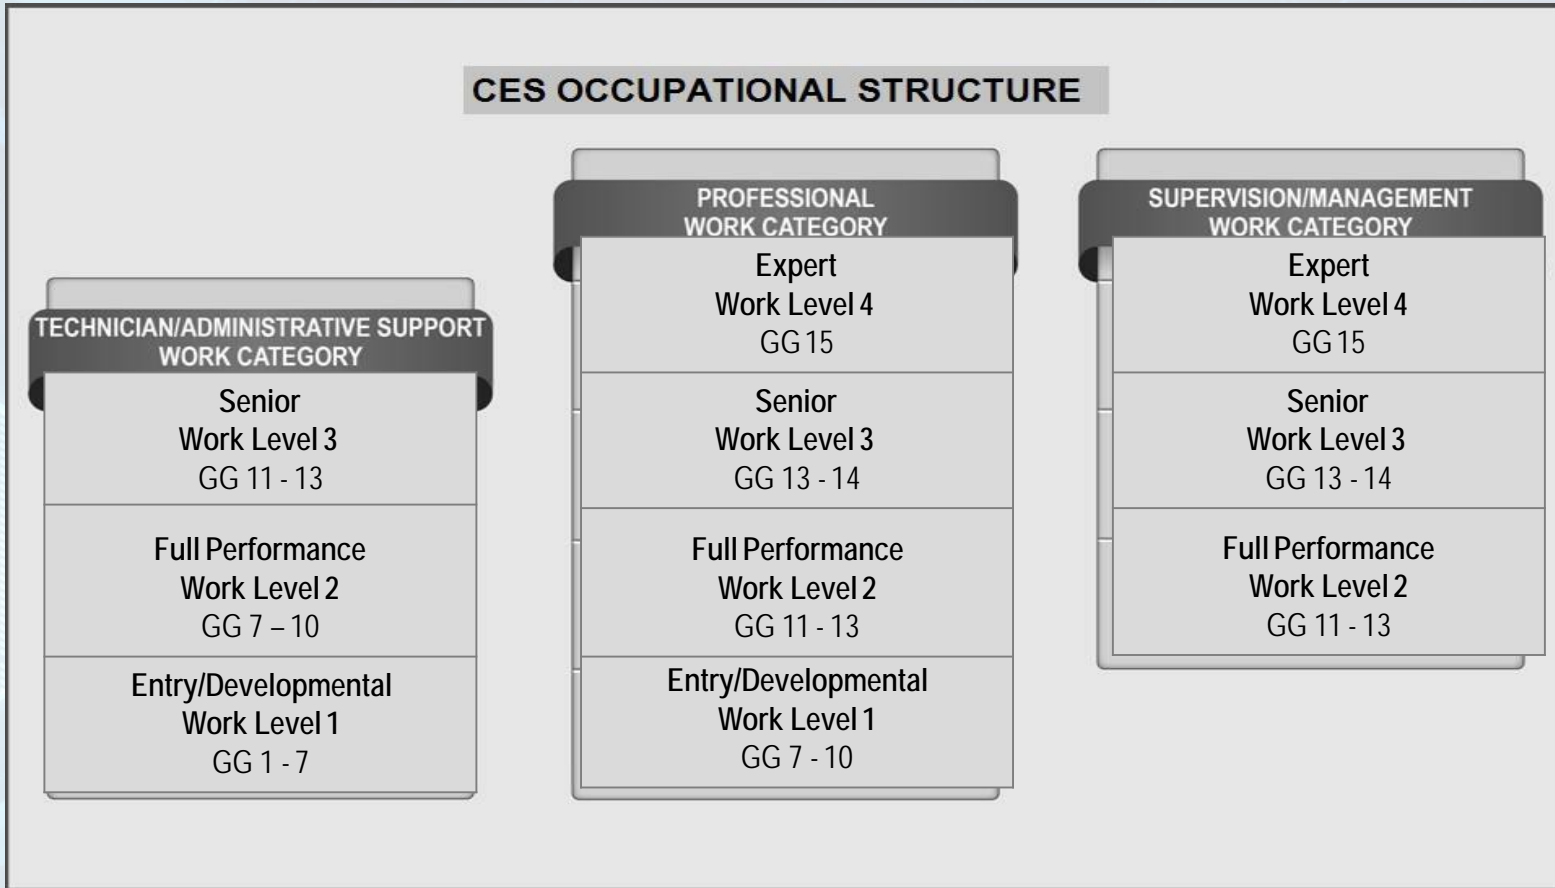 CES OCCUPATIONAL STRUCTURE
TECHNICIAN/ADMINISTRATIVE SUPPORT
WORK CATEGORY
Senior
Work Level 3
GG 11 - 13
Full Performance
Work Level 2
GG 7 – 10
Entry/Developmental
Work Level 1
GG 1 - 7
PROFESSIONAL
WORK CATEGORY
Expert
Work Level 4
GG 15
Senior
Work Level 3
GG 13 - 14
Full Performance
Work Level 2
GG 11 - 13
Entry/Developmental
Work Level 1
GG 7 - 10
SUPERVISION/MANAGEMENT
WORK CATEGORY
Expert
Work Level 4
GG 15
Senior
Work Level 3
GG 13 - 14
Full Performance
Work Level 2
GG 11 - 13